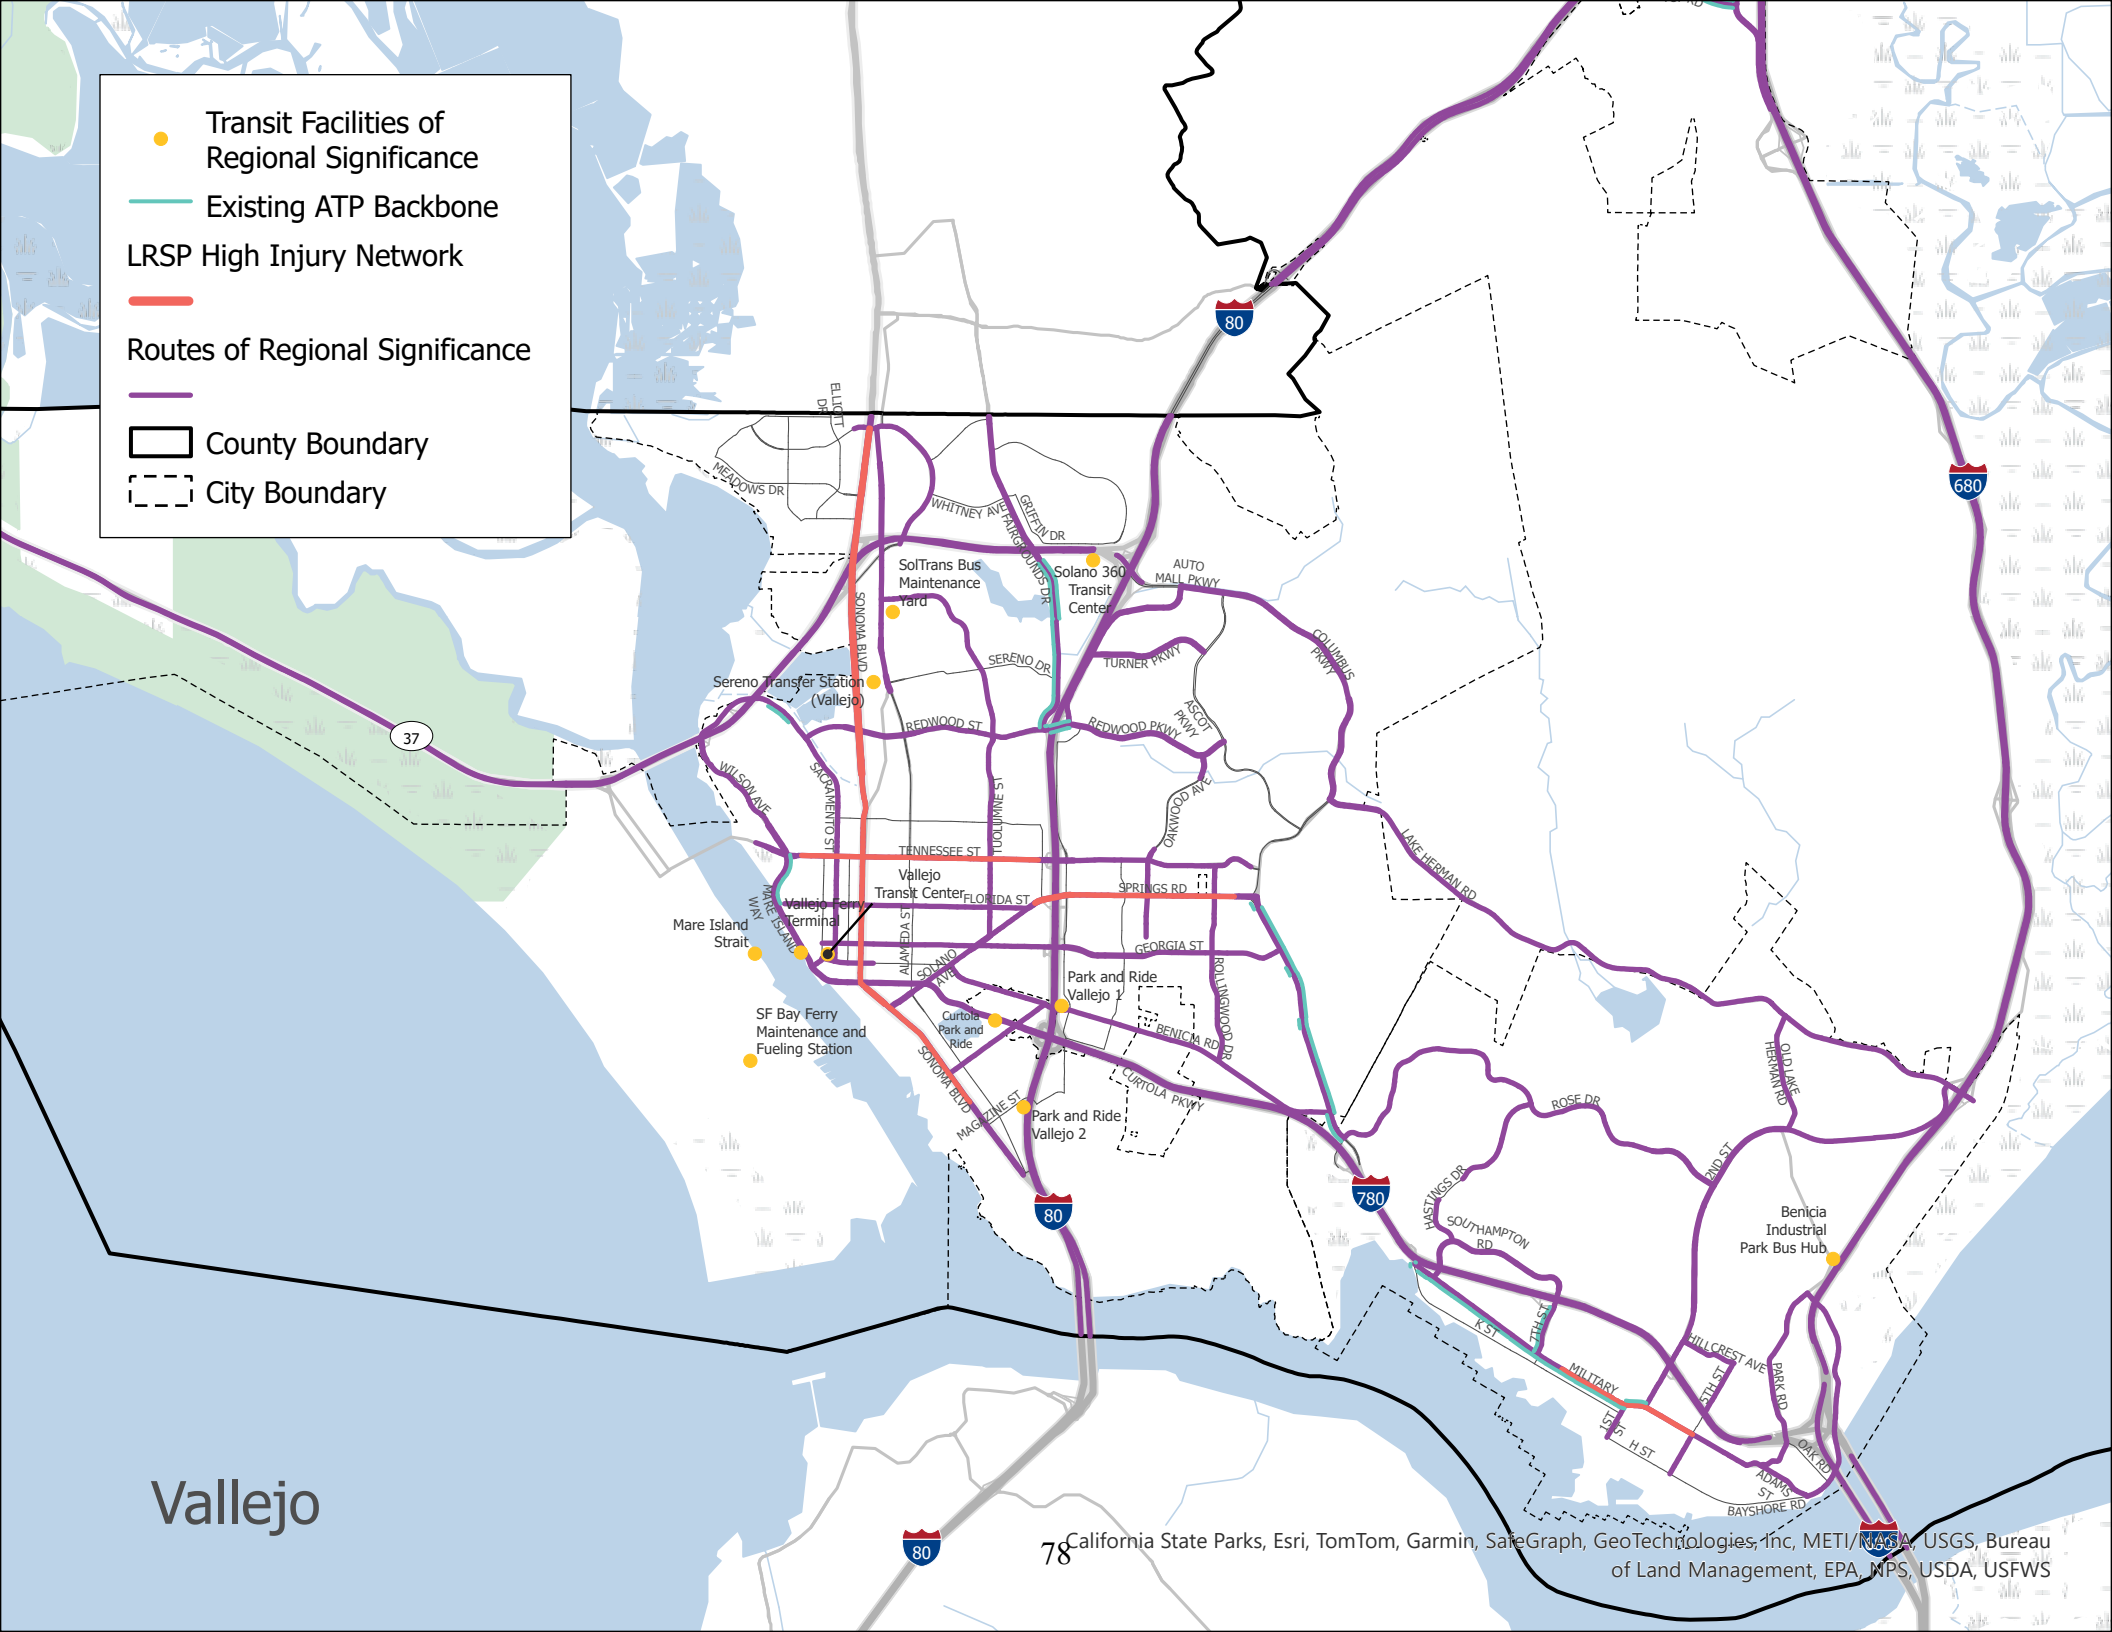 Transit Facilities of
Regional Significance
Existing ATP Backbone
LRSP High Injury Network
Routes of Regional Significance
County Boundary
City Boundary
80
680
37
ELLIOTT
DR
MEADOWS DR
WHITNEY AVE
GRIFFIN DR
FAIRGROUNDS DR
SolTrans Bus
Maintenance
Yard
Solano 360
Transit
Center
AUTO
MALL PKWY
SONOMA BLVD
SERENO DR
TURNER PKWY
COLUMBUS
PKWY
Sereno Transfer Station
(Vallejo)
REDWOOD ST
REDWOOD PKWY
ASCOT
PKWY
WILSON AVE
SACRAMENTO ST
TUOLUMNE ST
OAKWOOD AVE
LAKE HERMAN RD
TENNESSEE ST
Vallejo
Transit Center
FLORIDA ST
SPRINGS RD
Vallejo Ferry
Terminal
MARE ISLAND
WAY
Mare Island
Strait
ALAMEDA ST
SOLANO
AVE
GEORGIA ST
ROLLINGWOOD DR
Park and Ride
Vallejo 1
SF Bay Ferry
Maintenance and
Fueling Station
Curtola
Park and
Ride
BENICIA RD
SONOMA BLVD
CURTOLA PKWY
MAGAZINE ST
Park and Ride
Vallejo 2
OLD LAKE
HERMAN RD
ROSE DR
2ND ST
HASTINGS DR
780
80
SOUTHAMPTON
RD
Benicia
Industrial
Park Bus Hub
K ST
7TH ST
MILITARY
HILLCREST AVE
5TH ST
PARK RD
1ST
ST
H ST
OAK RD
ADAMS
ST
BAYSHORE RD
Vallejo
80
78
California State Parks, Esri, TomTom, Garmin, SafeGraph, GeoTechnologies, Inc, METI/NASA, USGS, Bureau
of Land Management, EPA, NPS, USDA, USFWS